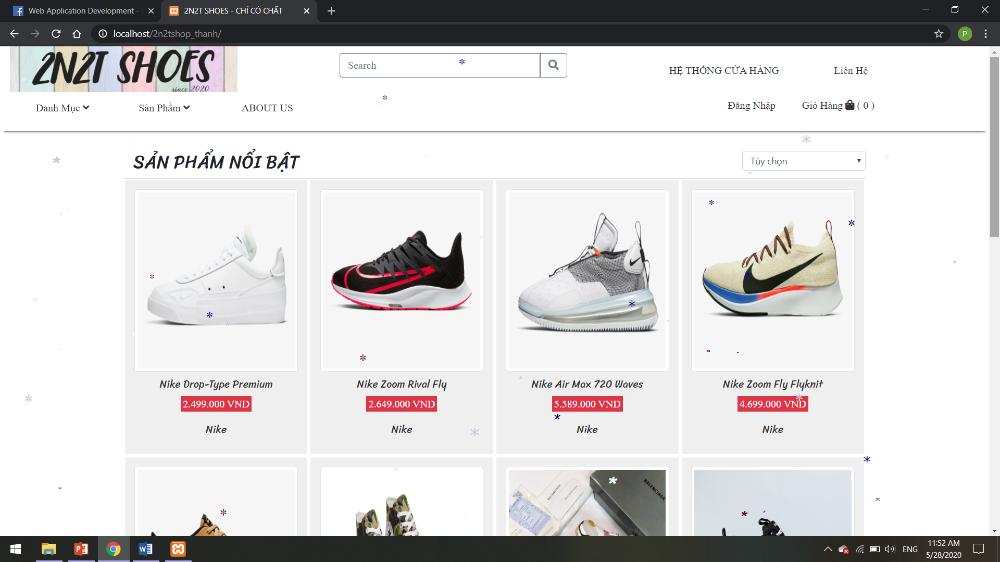 Web Application Development -
2N2T SHOES - CHỈ CÓ CHẤT
localhost/2n2tshop_thanh/
P
2N2T SHOES
since 2020
Search
HỆ THỐNG CỬA HÀNG
Liên Hệ
Danh Mục
Sản Phẩm
ABOUT US
Đăng Nhập
Giỏ Hàng ( 0 )
SẢN PHẨM NỔI BẬT
Tùy chọn
Nike Drop-Type Premium
2.499.000 VND
Nike
Nike Zoom Rival Fly
2.649.000 VND
Nike
Nike Air Max 720 Waves
5.589.000 VND
Nike
Nike Zoom Fly Flyknit
4.699.000 VND
Nike
BALENCIAGA
BALENCIAGA
BALENCIAGA
ENG
11:52 AM
5/28/2020